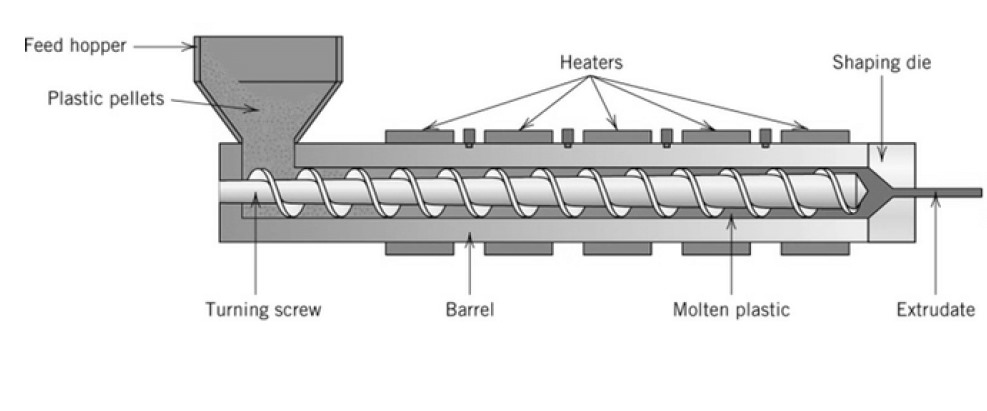 Feed hopper
Heaters
Shaping die
Plastic pellets
Turning screw
Barrel
Molten plastic
Extrudate